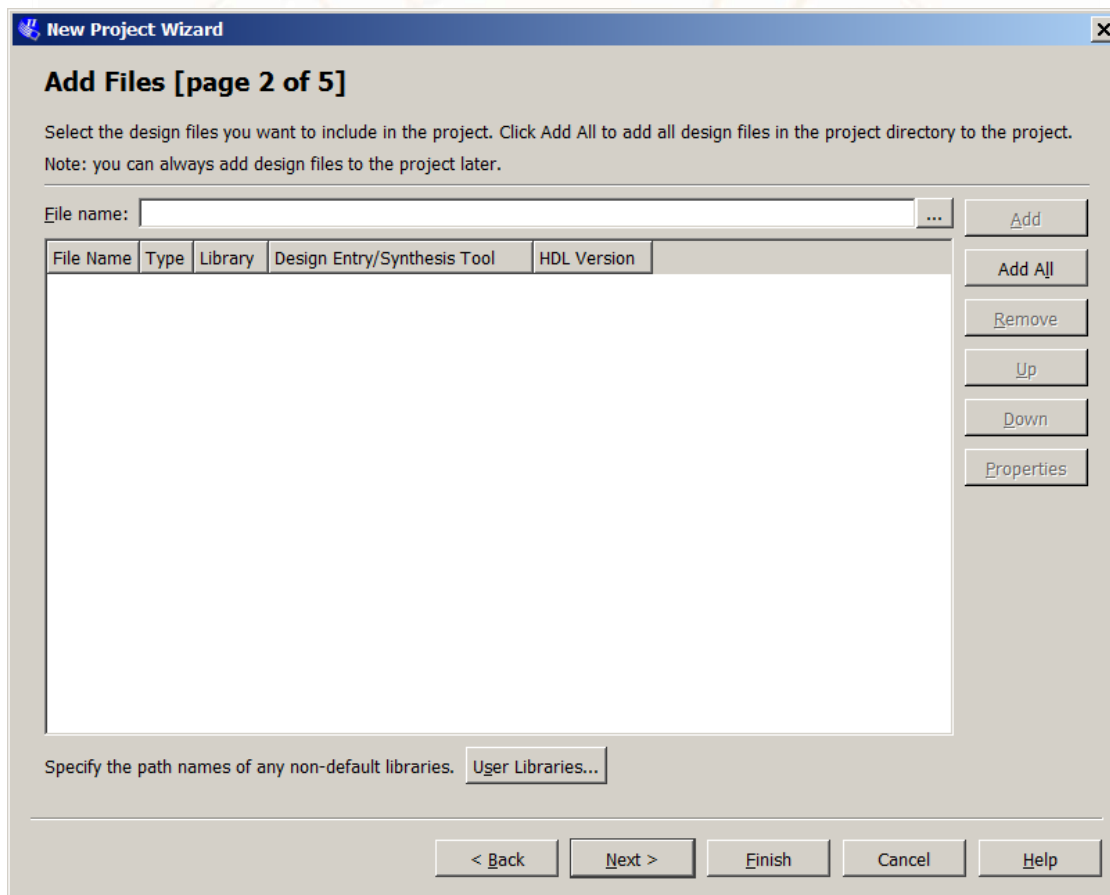 New Project Wizard
Add Files [page 2 of 5]
Select the design files you want to include in the project. Click Add All to add all design files in the project directory to the project.
Note: you can always add design files to the project later.
File name: ... Add
File Name Type Library Design Entry/Synthesis Tool HDL Version
Add All
Remove
Up
Down
Properties
Specify the path names of any non-default libraries. User Libraries...
< Back Next > Finish Cancel Help